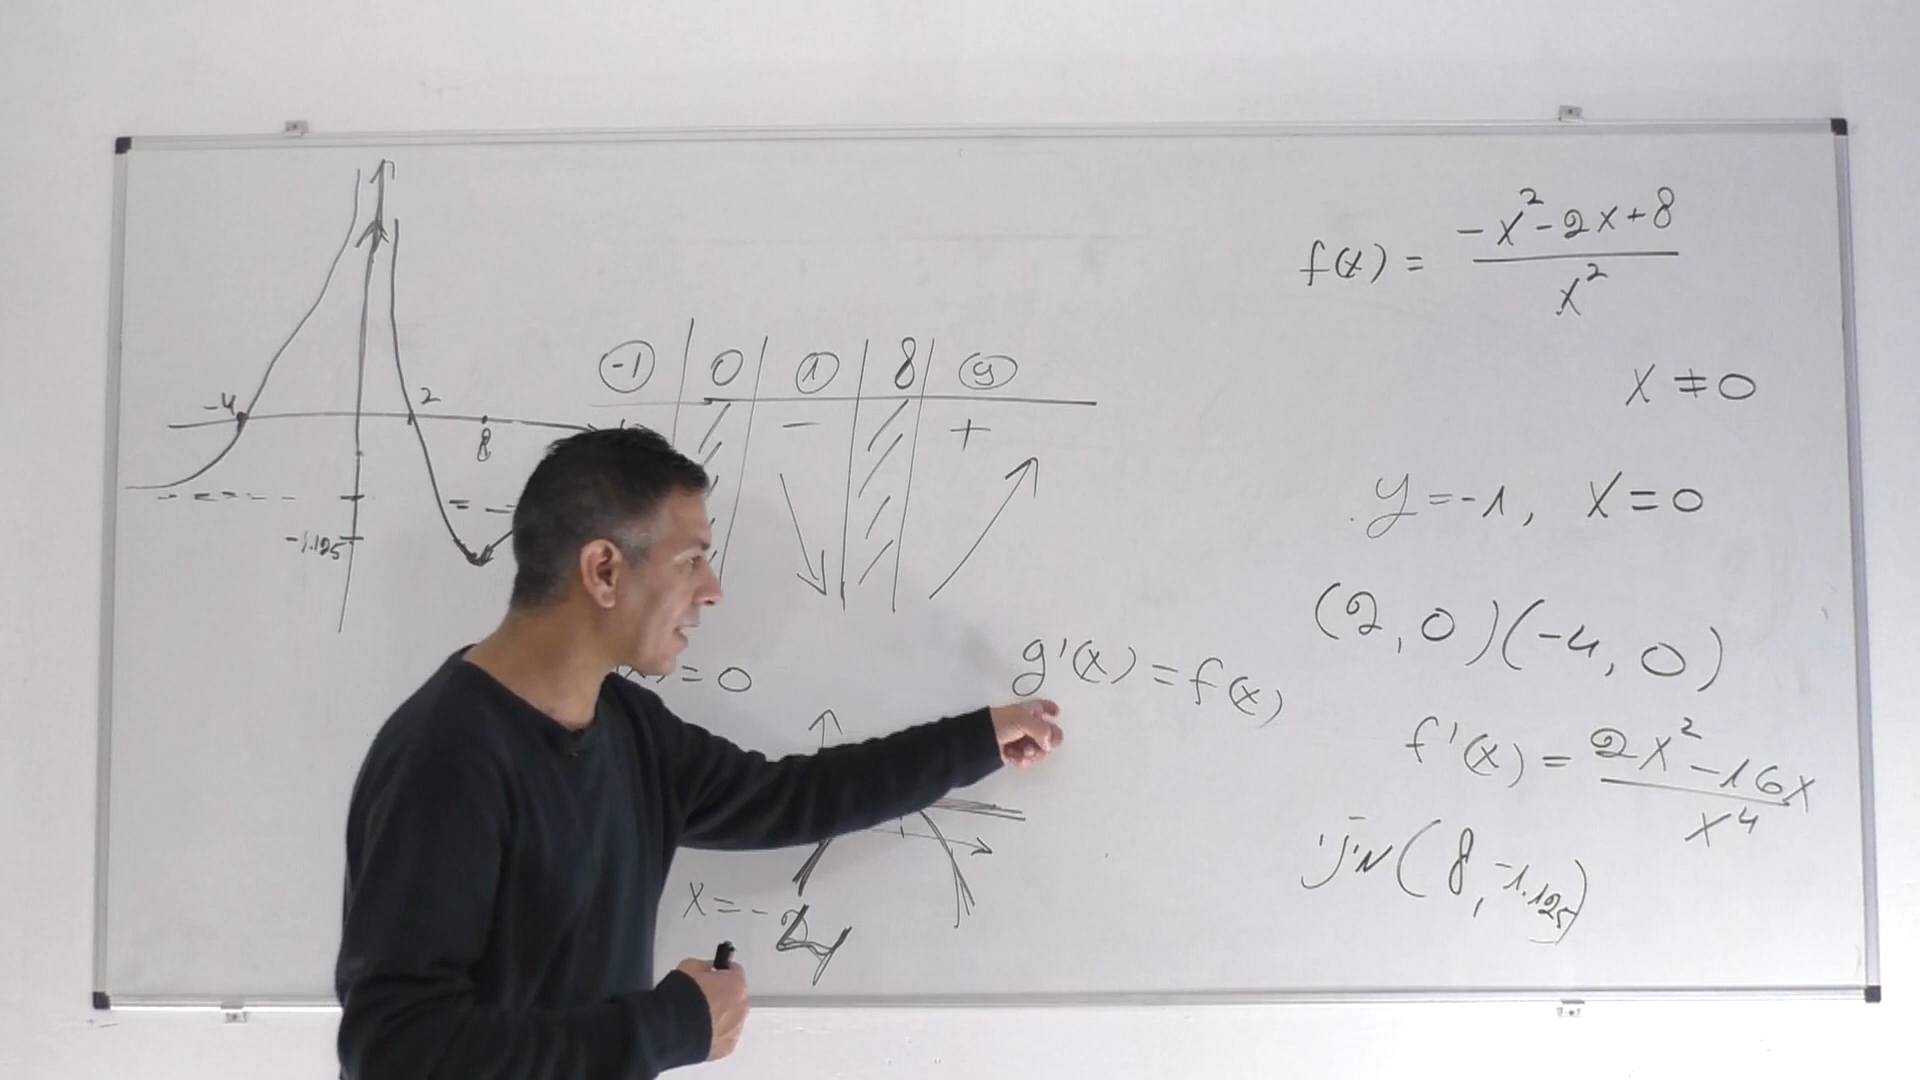 f(x) = (-x² - 2x + 8) / x²
x ≠ 0
y = -1, x = 0
(2, 0) (-4, 0)
f'(x) = (2x² - 16x) / x⁴
(8, -1.125)
g'(x) = f(x)
-4 2 8
-1.125
-1 | 0 | 1 | 8 | 9
- +
= 0
x = -